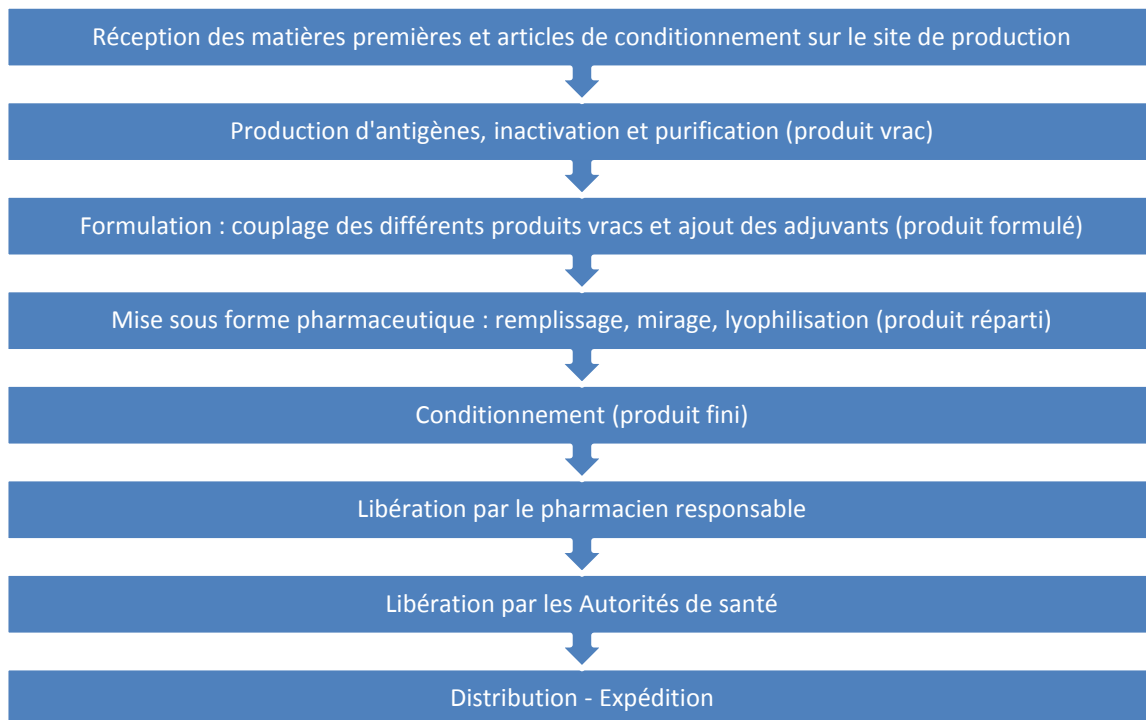 Réception des matières premières et articles de conditionnement sur le site de production
Production d'antigènes, inactivation et purification (produit vrac)
Formulation : couplage des différents produits vracs et ajout des adjuvants (produit formulé)
Mise sous forme pharmaceutique : remplissage, mirage, lyophilisation (produit réparti)
Conditionnement (produit fini)
Libération par le pharmacien responsable
Libération par les Autorités de santé
Distribution - Expédition